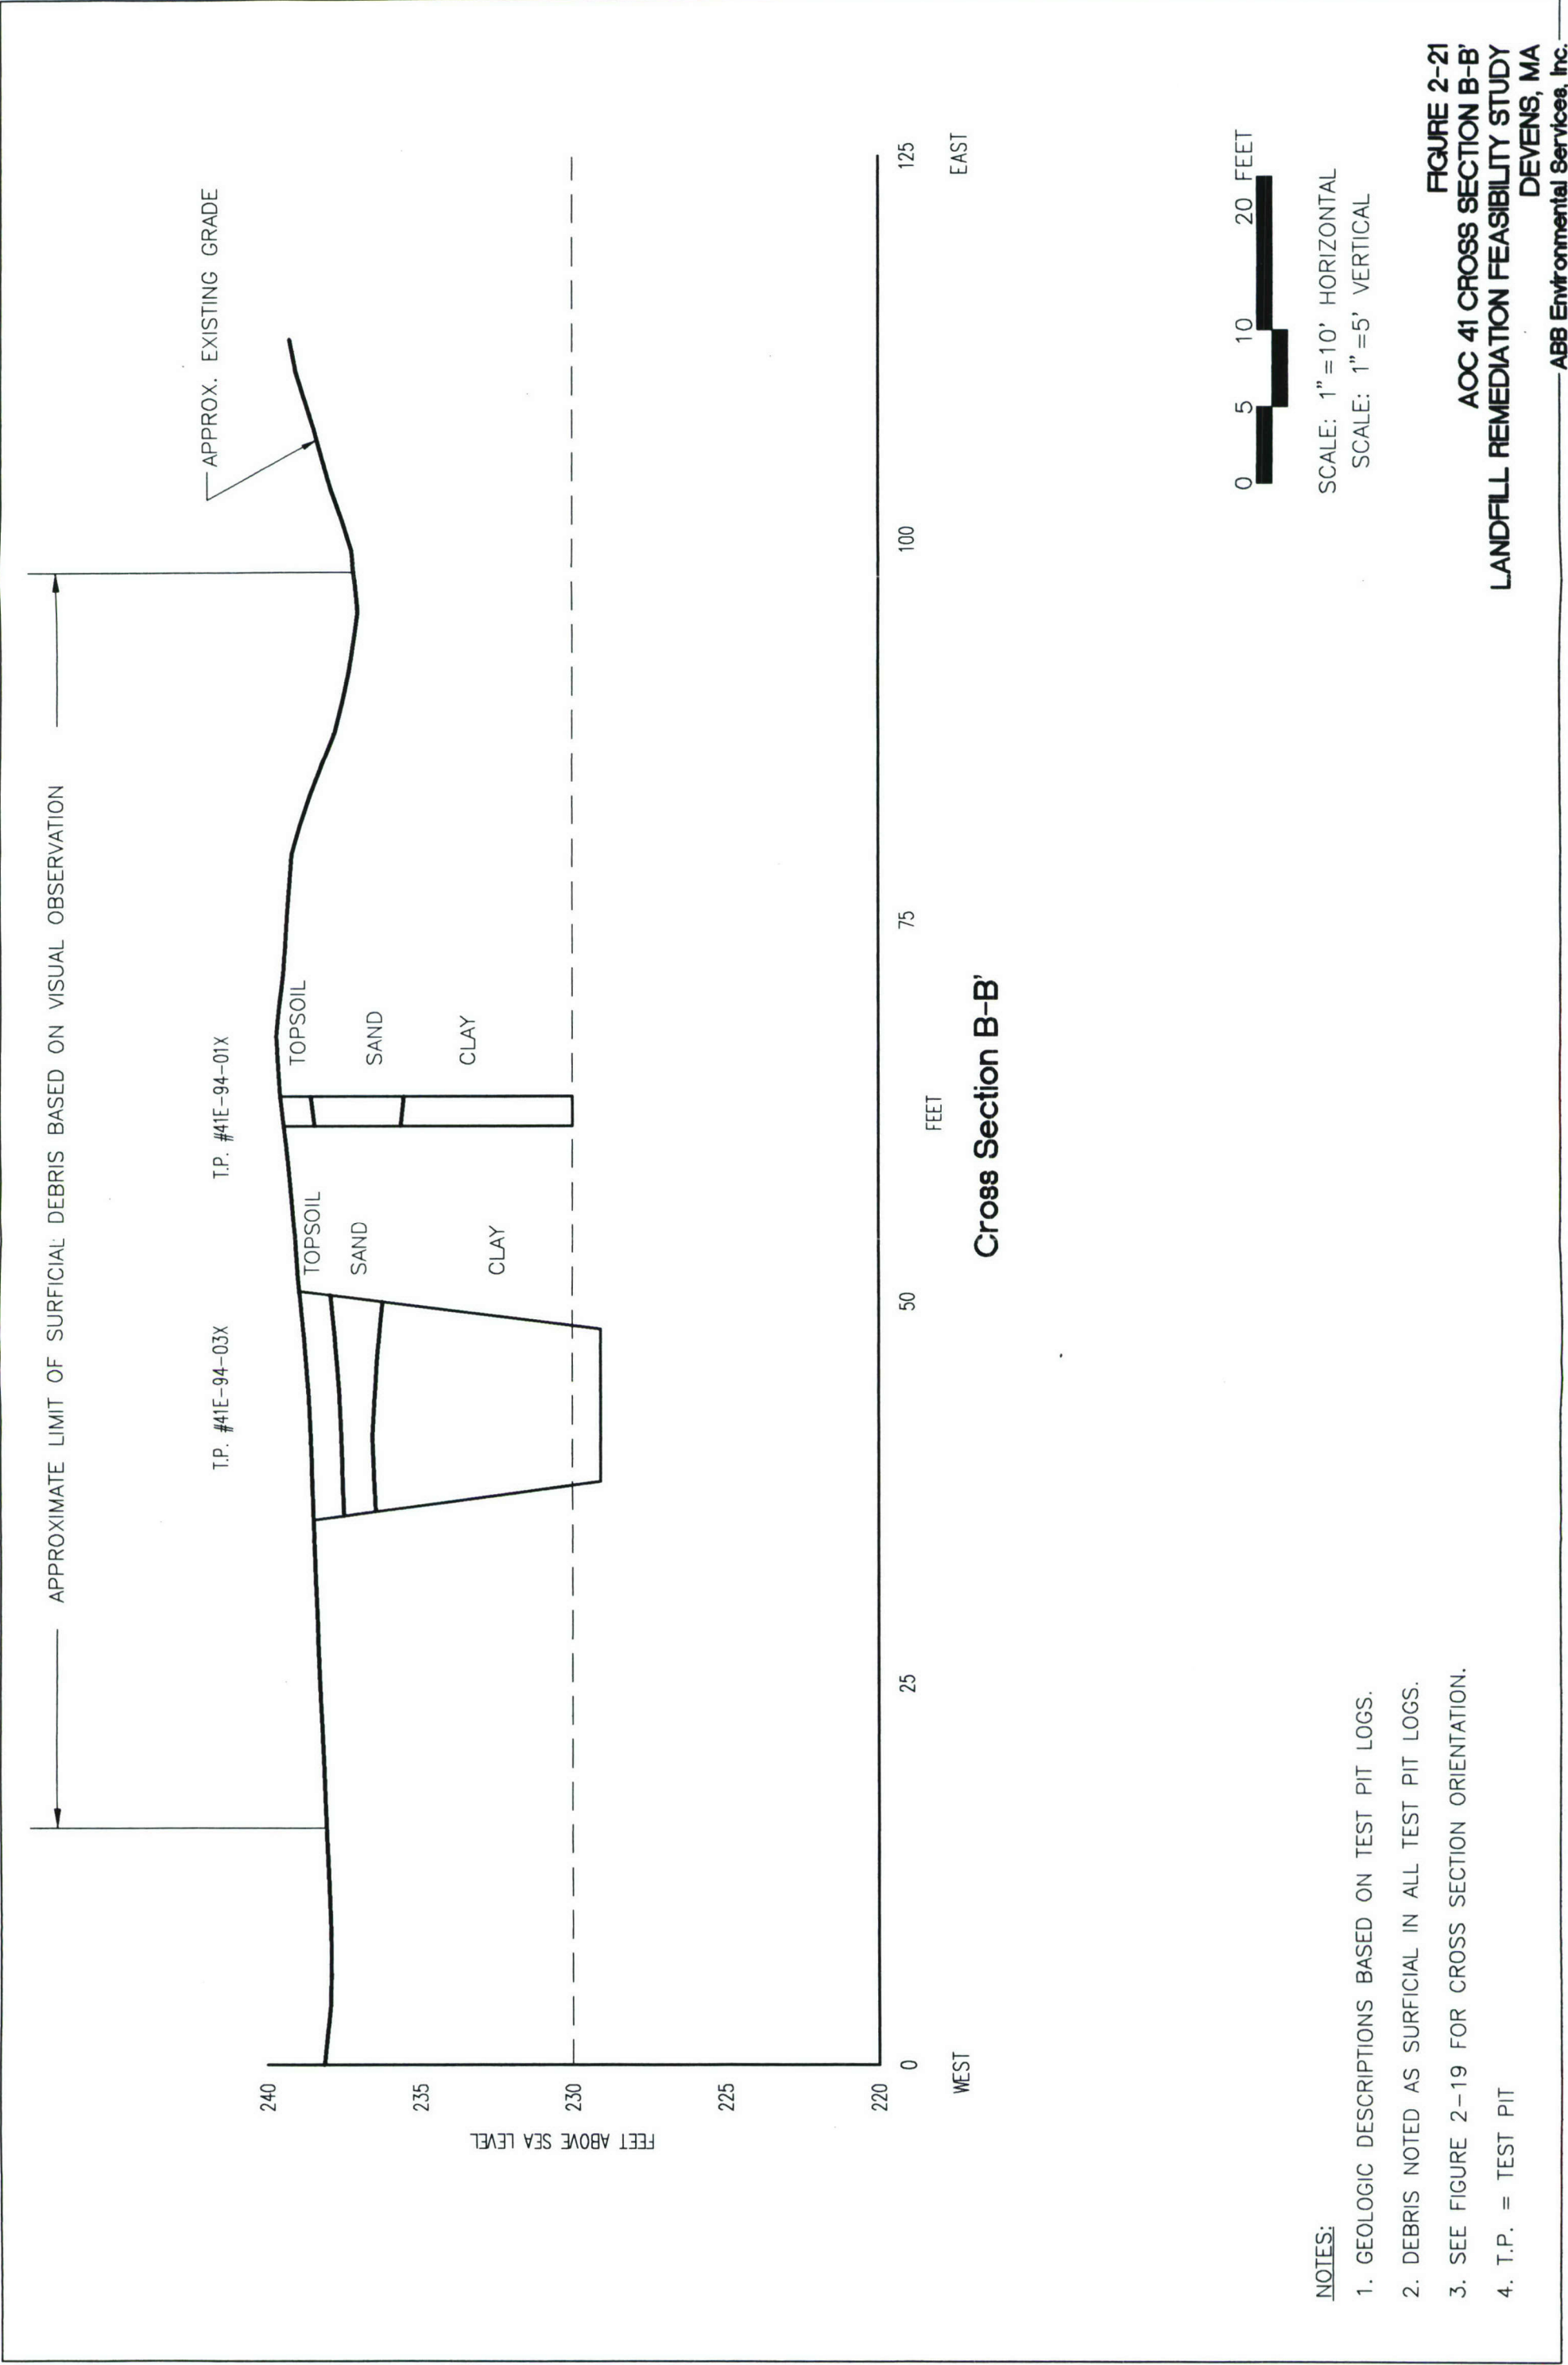 APPROXIMATE LIMIT OF SURFICIAL DEBRIS BASED ON VISUAL OBSERVATION
APPROX. EXISTING GRADE
T.P. #41E-94-03X
T.P. #41E-94-01X
TOPSOIL
SAND
CLAY
TOPSOIL
SAND
CLAY
FEET ABOVE SEA LEVEL
240
235
230
225
220
0
25
50
75
100
125
WEST
FEET
EAST
Cross Section B-B'
NOTES:
1. GEOLOGIC DESCRIPTIONS BASED ON TEST PIT LOGS.
2. DEBRIS NOTED AS SURFICIAL IN ALL TEST PIT LOGS.
3. SEE FIGURE 2-19 FOR CROSS SECTION ORIENTATION.
4. T.P. = TEST PIT
0 5 10 20 FEET
SCALE: 1"=10' HORIZONTAL
SCALE: 1"=5' VERTICAL
FIGURE 2-21
AOC 41 CROSS SECTION B-B'
LANDFILL REMEDIATION FEASIBILITY STUDY
DEVENS, MA
ABB Environmental Services, Inc.